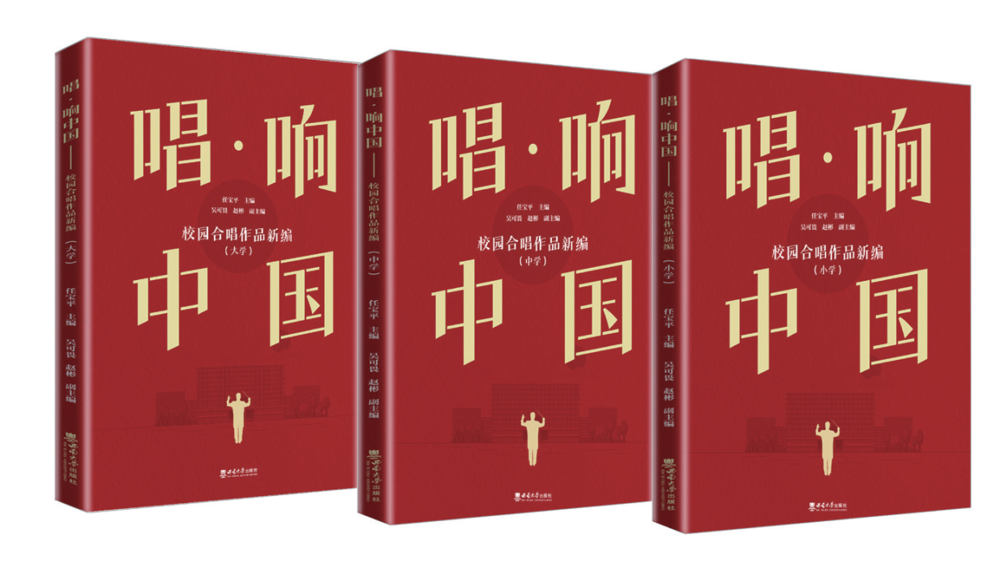 唱·响中国——校园合唱作品新编（大学） 任宝平 主编 吴可畏 赵彬 副主编 西南大学出版社
唱·响
任宝平 主编
吴可畏 赵彬 副主编
校园合唱作品新编
（大学）
中国
西南大学出版社
唱·响中国——校园合唱作品新编（中学） 任宝平 主编 吴可畏 赵彬 副主编 西南大学出版社
唱·响
任宝平 主编
吴可畏 赵彬 副主编
校园合唱作品新编
（中学）
中国
西南大学出版社
唱·响中国——校园合唱作品新编（小学） 任宝平 主编 吴可畏 赵彬 副主编 西南大学出版社
唱·响
任宝平 主编
吴可畏 赵彬 副主编
校园合唱作品新编
（小学）
中国
西南大学出版社